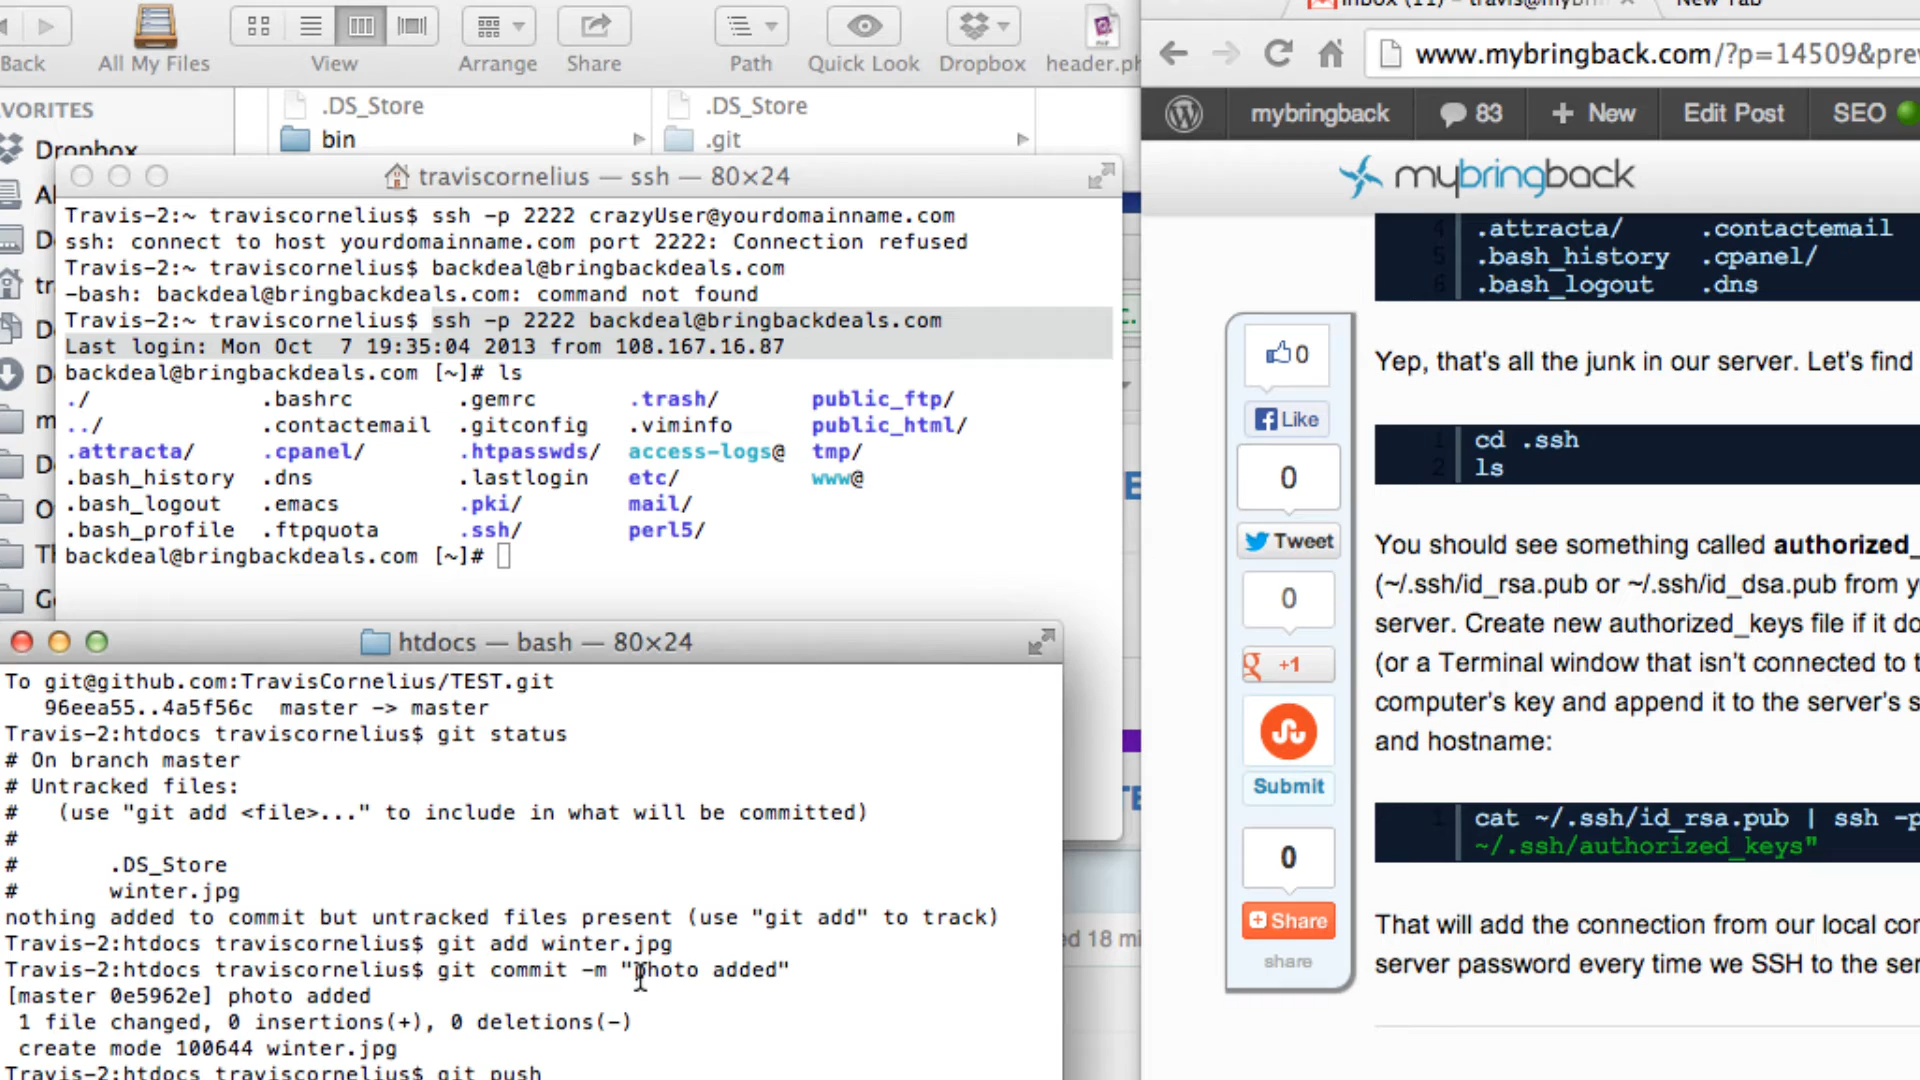 Back
All My Files
View
Arrange
Share
Path
Quick Look
Dropbox
header.ph
.DS_Store
.DS_Store
bin
.git
Dropbox
traviscornelius — ssh — 80×24
Travis-2:~ traviscornelius$ ssh -p 2222 crazyUser@yourdomainname.com
ssh: connect to host yourdomainname.com port 2222: Connection refused
Travis-2:~ traviscornelius$ backdeal@bringbackdeals.com
-bash: backdeal@bringbackdeals.com: command not found
Travis-2:~ traviscornelius$ ssh -p 2222 backdeal@bringbackdeals.com
Last login: Mon Oct  7 19:35:04 2013 from 108.167.16.87
backdeal@bringbackdeals.com [~]# ls
./ .bashrc .gemrc .trash/ public_ftp/
../ .contactemail .gitconfig .viminfo public_html/
.attracta/ .cpanel/ .htpasswds/ access-logs@ tmp/
.bash_history .dns .lastlogin etc/ www@
.bash_logout .emacs .pki/ mail/
.bash_profile .ftpquota .ssh/ perl5/
backdeal@bringbackdeals.com [~]#
htdocs — bash — 80×24
To git@github.com:TravisCornelius/TEST.git
96eea55..4a5f56c  master -> master
Travis-2:htdocs traviscornelius$ git status
# On branch master
# Untracked files:
#   (use "git add <file>..." to include in what will be committed)
#
#       .DS_Store
#       winter.jpg
nothing added to commit but untracked files present (use "git add" to track)
Travis-2:htdocs traviscornelius$ git add winter.jpg
Travis-2:htdocs traviscornelius$ git commit -m "photo added"
[master 0e5962e] photo added
1 file changed, 0 insertions(+), 0 deletions(-)
create mode 100644 winter.jpg
Travis-2:htdocs traviscornelius$ git push
New Tab
www.mybringback.com/?p=14509&prev
mybringback 83 + New Edit Post SEO
mybringback
4 .attracta/ .contactemail
5 .bash_history .cpanel/
6 .bash_logout .dns
Yep, that's all the junk in our server. Let's find
1 cd .ssh
2 ls
You should see something called authorized_
(~/.ssh/id_rsa.pub or ~/.ssh/id_dsa.pub from y
server. Create new authorized_keys file if it do
(or a Terminal window that isn't connected to t
computer's key and append it to the server's s
and hostname:
1 cat ~/.ssh/id_rsa.pub | ssh -p
~/.ssh/authorized_keys"
That will add the connection from our local cor
server password every time we SSH to the ser
0
Like
0
Tweet
0
+1
Submit
0
Share
share
ed 18 mi